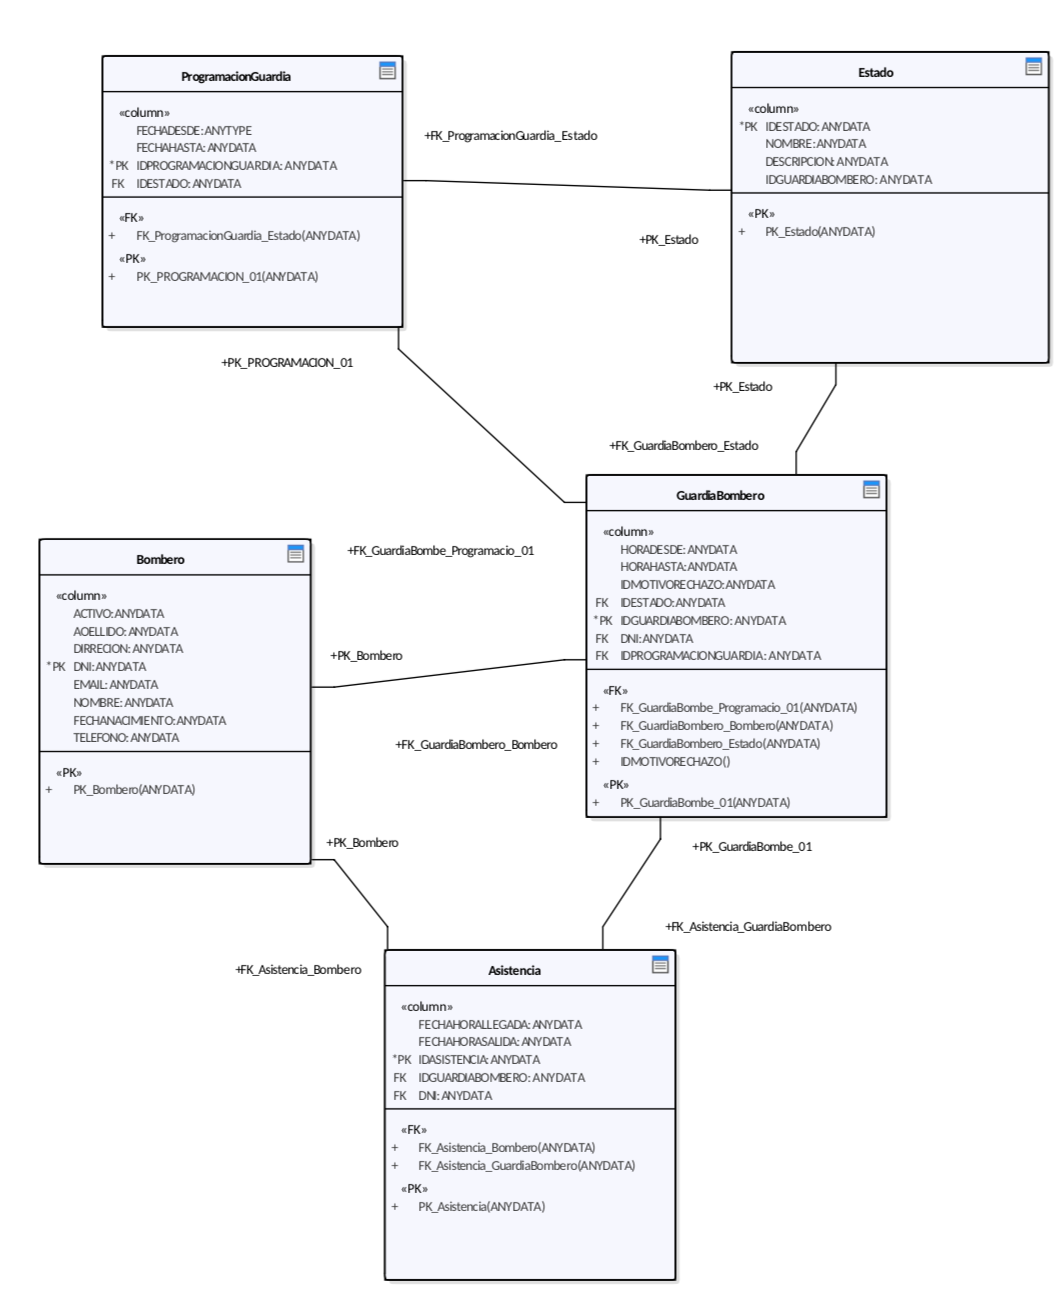 ProgramacionGuardia
«column»
FECHADESDE: ANYTYPE
FECHAHASTA: ANYDATA
*PK IDPROGRAMACIONGUARDIA: ANYDATA
FK IDESTADO: ANYDATA
«FK»
+ FK_ProgramacionGuardia_Estado(ANYDATA)
«PK»
+ PK_PROGRAMACION_01(ANYDATA)
+FK_ProgramacionGuardia_Estado
+PK_Estado
Estado
«column»
*PK IDESTADO: ANYDATA
NOMBRE: ANYDATA
DESCRIPCION: ANYDATA
IDGUARDIABOMBERO: ANYDATA
«PK»
+ PK_Estado(ANYDATA)
+PK_PROGRAMACION_01
+PK_Estado
+FK_GuardiaBombero_Estado
+FK_GuardiaBombe_Programacio_01
GuardiaBombero
«column»
HORADESDE: ANYDATA
HORAHASTA: ANYDATA
IDMOTIVORECHAZO: ANYDATA
FK IDESTADO: ANYDATA
*PK IDGUARDIABOMBERO: ANYDATA
FK DNI: ANYDATA
FK IDPROGRAMACIONGUARDIA: ANYDATA
«FK»
+ FK_GuardiaBombe_Programacio_01(ANYDATA)
+ FK_GuardiaBombero_Bombero(ANYDATA)
+ FK_GuardiaBombero_Estado(ANYDATA)
+ IDMOTIVORECHAZO()
«PK»
+ PK_GuardiaBombe_01(ANYDATA)
Bombero
«column»
ACTIVO: ANYDATA
AOELLIDO: ANYDATA
DIRRECION: ANYDATA
*PK DNI: ANYDATA
EMAIL: ANYDATA
NOMBRE: ANYDATA
FECHANACIMIENTO: ANYDATA
TELEFONO: ANYDATA
«PK»
+ PK_Bombero(ANYDATA)
+PK_Bombero
+FK_GuardiaBombero_Bombero
+PK_Bombero
+PK_GuardiaBombe_01
+FK_Asistencia_GuardiaBombero
+FK_Asistencia_Bombero
Asistencia
«column»
FECHAHORALLEGADA: ANYDATA
FECHAHORASALIDA: ANYDATA
*PK IDASISTENCIA: ANYDATA
FK IDGUARDIABOMBERO: ANYDATA
FK DNI: ANYDATA
«FK»
+ FK_Asistencia_Bombero(ANYDATA)
+ FK_Asistencia_GuardiaBombero(ANYDATA)
«PK»
+ PK_Asistencia(ANYDATA)